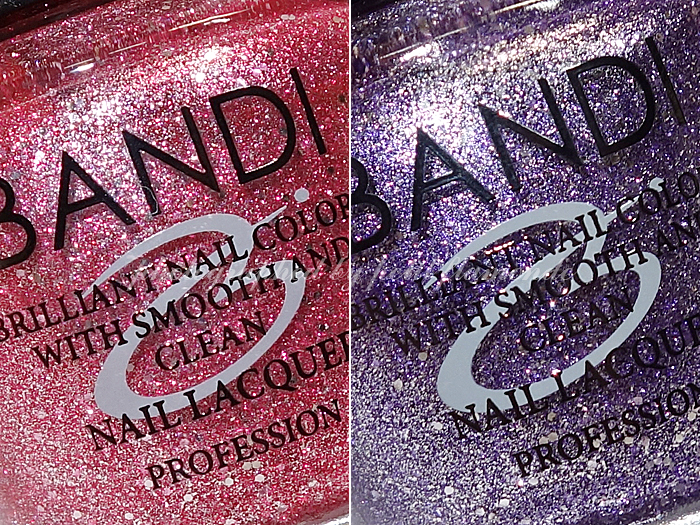 BANDI
BRILLIANT NAIL COLOR
WITH SMOOTH AND
CLEAN
NAIL LACQUER
PROFESSION
BANDI
BRILLIANT NAIL COLO
WITH SMOOTH AN
CLEAN
NAIL LACQUE
PROFESSION